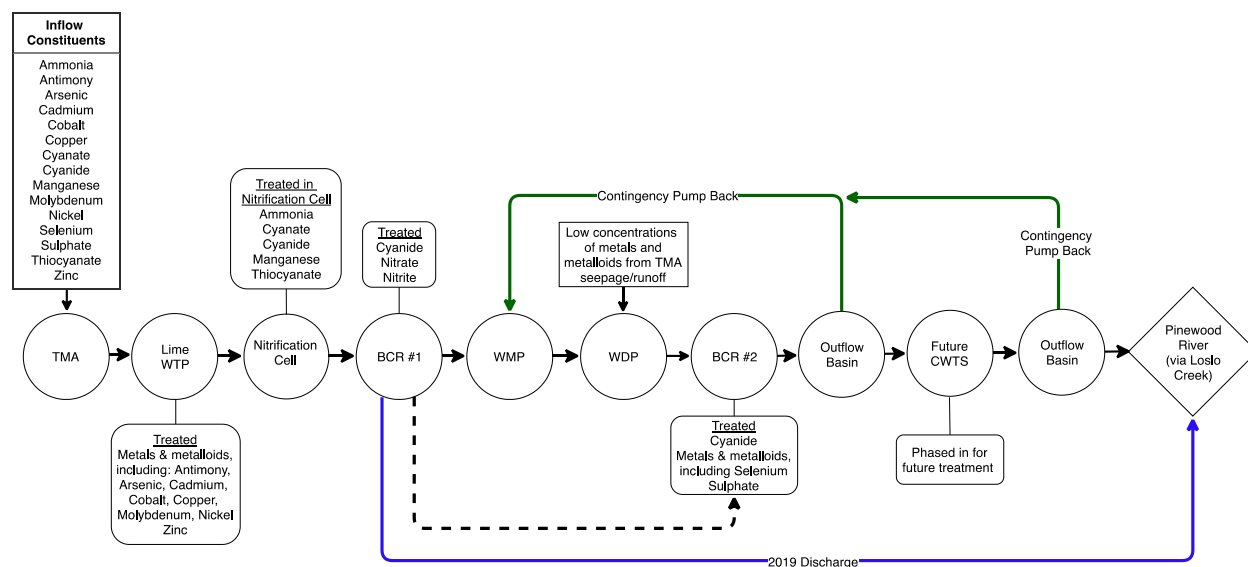 Inflow
Constituents
Ammonia
Antimony
Arsenic
Cadmium
Cobalt
Copper
Cyanate
Cyanide
Manganese
Molybdenum
Nickel
Selenium
Sulphate
Thiocyanate
Zinc
Treated in
Nitrification Cell
Ammonia
Cyanate
Cyanide
Manganese
Thiocyanate
Treated
Cyanide
Nitrate
Nitrite
Contingency Pump Back
Low concentrations
of metals and
metalloids from TMA
seepage/runoff
Contingency
Pump Back
TMA
Lime
WTP
Nitrification
Cell
BCR #1
WMP
WDP
BCR #2
Outflow
Basin
Future
CWTS
Outflow
Basin
Pinewood
River
(via Loslo
Creek)
Treated
Metals & metalloids,
including: Antimony,
Arsenic, Cadmium,
Cobalt, Copper,
Molybdenum, Nickel
Zinc
Treated
Cyanide
Metals & metalloids,
including Selenium
Sulphate
Phased in for
future treatment
2019 Discharge